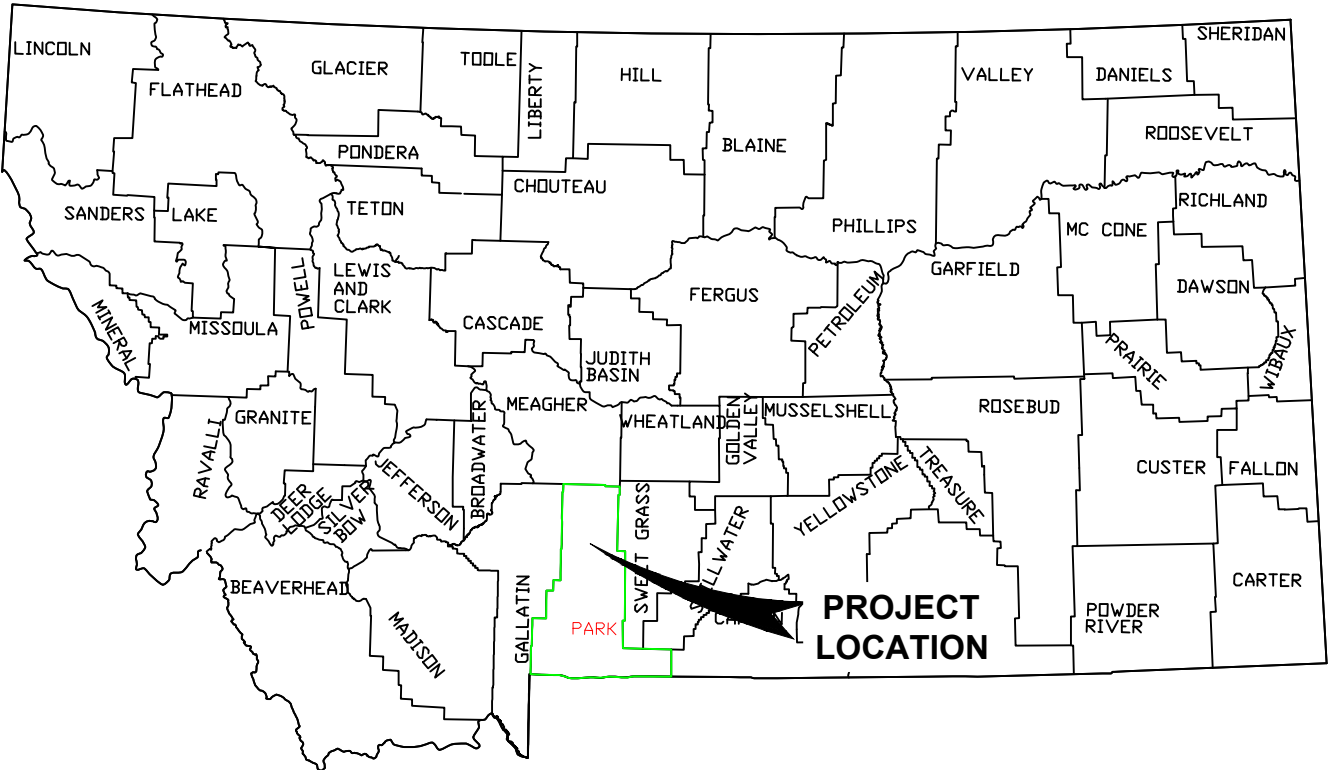 LINCOLN
FLATHEAD
GLACIER
TOOLE
LIBERTY
HILL
BLAINE
PHILLIPS
VALLEY
DANIELS
SHERIDAN
ROOSEVELT
PONDERA
CHOUTEAU
TETON
SANDERS
LAKE
MINERAL
MISSOULA
POWELL
LEWIS
AND
CLARK
CASCADE
JUDITH
BASIN
FERGUS
PETROLEUM
GARFIELD
MC CONE
RICHLAND
DAWSON
PRAIRIE
WIBAUX
RAVALLI
GRANITE
DEER
LODGE
SILVER
BOW
JEFFERSON
BROADWATER
MEAGHER
WHEATLAND
GOLDEN
VALLEY
MUSSELSHELL
ROSEBUD
TREASURE
YELLOWSTONE
CUSTER
FALLON
BEAVERHEAD
MADISON
GALLATIN
PARK
SWEET GRASS
PROJECT
LOCATION
POWDER
RIVER
CARTER